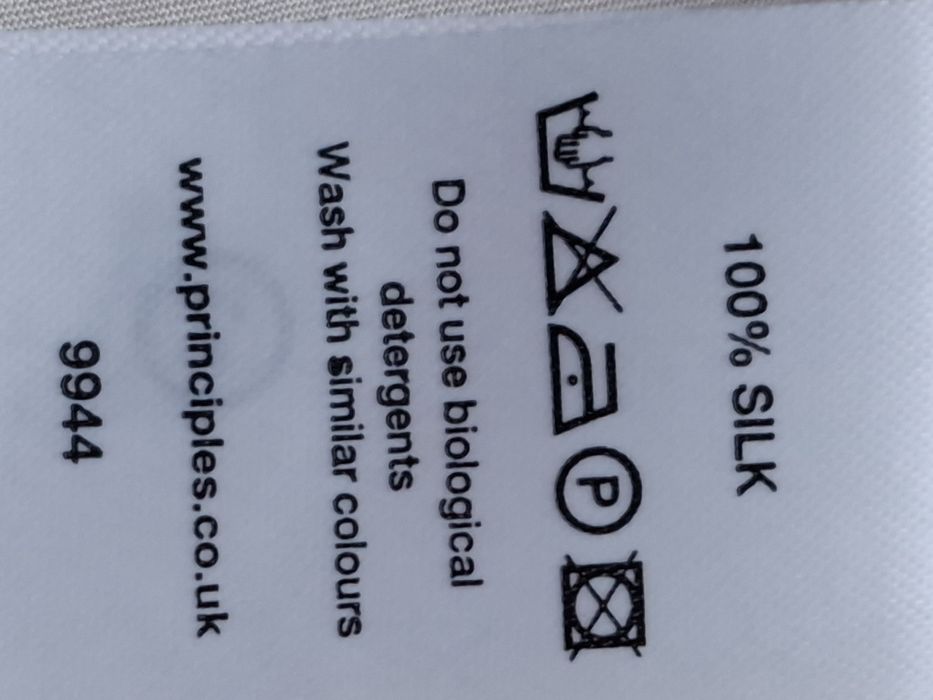 100% SILK
P
Do not use biological
detergents
Wash with similar colours
www.principles.co.uk
9944